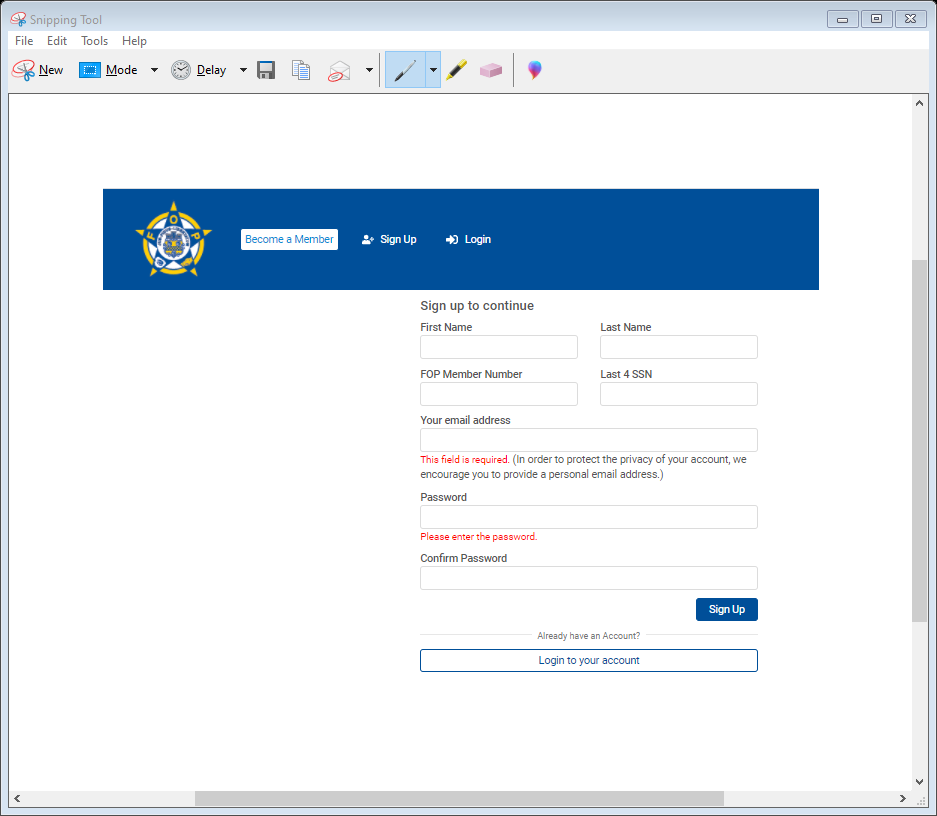 Snipping Tool
File Edit Tools Help
New Mode Delay
F O P
Become a Member Sign Up Login
Sign up to continue
First Name Last Name
FOP Member Number Last 4 SSN
Your email address
This field is required. (In order to protect the privacy of your account, we
encourage you to provide a personal email address.)
Password
Please enter the password.
Confirm Password
Sign Up
Already have an Account?
Login to your account